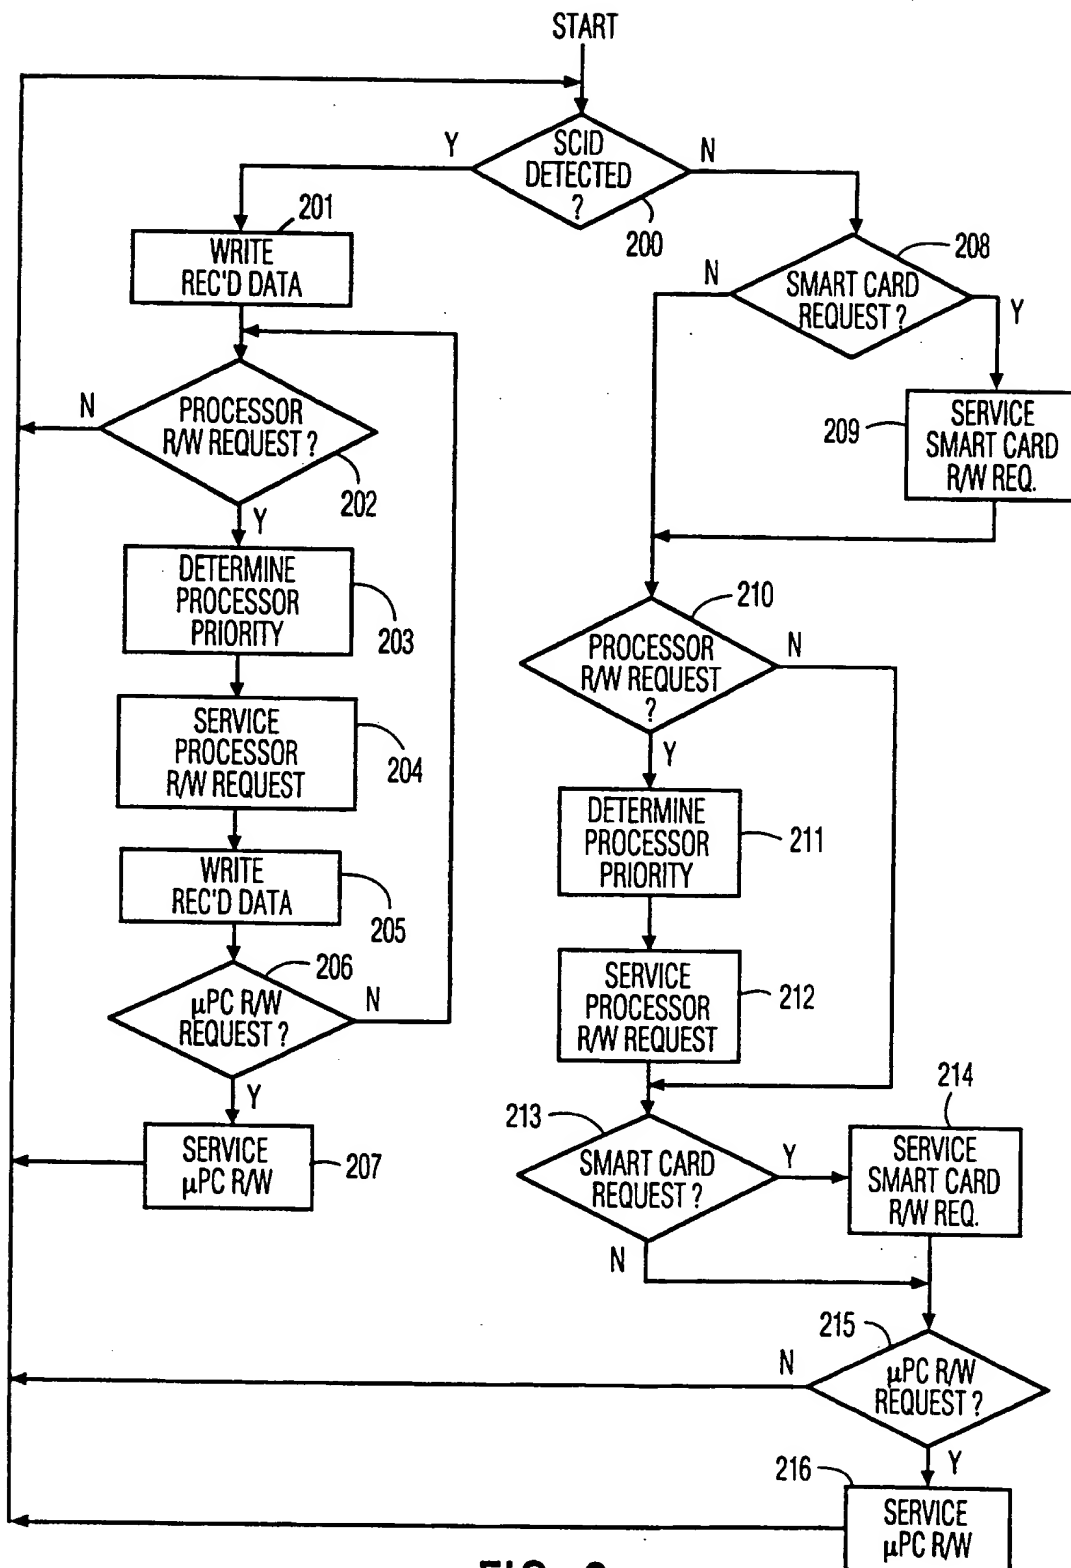 START
SCID
DETECTED
?
Y
N
200
201
WRITE
REC'D DATA
208
SMART CARD
REQUEST ?
N
Y
PROCESSOR
R/W REQUEST ?
N
202
Y
209
SERVICE
SMART CARD
R/W REQ.
DETERMINE
PROCESSOR
PRIORITY
203
210
PROCESSOR
R/W REQUEST
?
N
Y
SERVICE
PROCESSOR
R/W REQUEST
204
DETERMINE
PROCESSOR
PRIORITY
211
WRITE
REC'D DATA
205
206
µPC R/W
REQUEST ?
N
Y
SERVICE
PROCESSOR
R/W REQUEST
212
SERVICE
µPC R/W
207
213
SMART CARD
REQUEST ?
Y
N
214
SERVICE
SMART CARD
R/W REQ.
215
µPC R/W
REQUEST ?
N
Y
216
SERVICE
µPC R/W